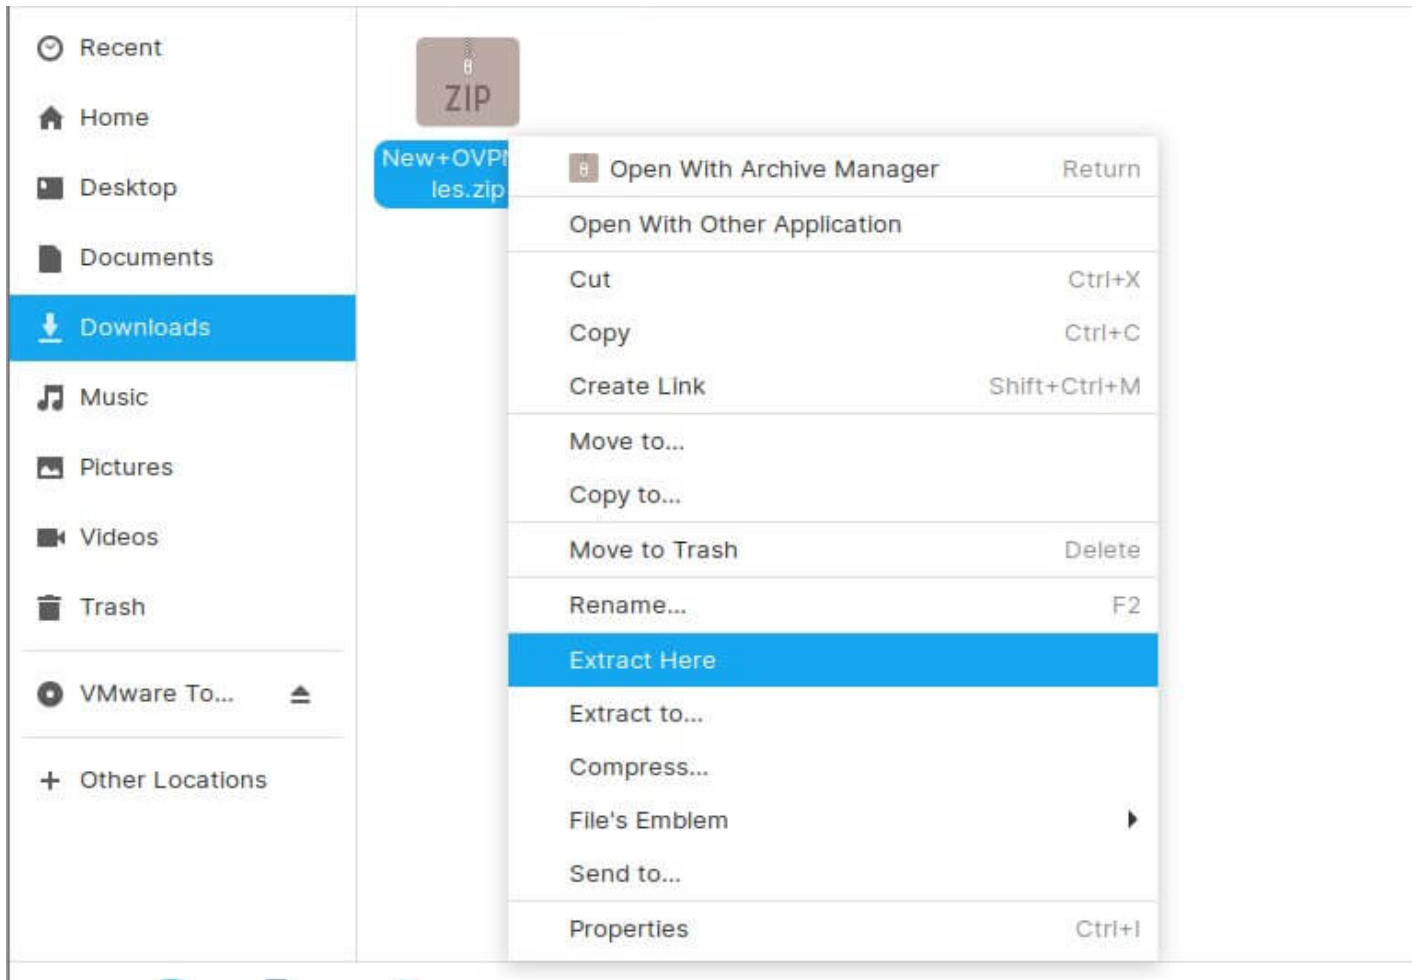 Recent
Home
Desktop
Documents
Downloads
Music
Pictures
Videos
Trash
VMware To...
Other Locations
ZIP
New+OVP
les.zip
Open With Archive Manager Return
Open With Other Application
Cut Ctrl+X
Copy Ctrl+C
Create Link Shift+Ctrl+M
Move to...
Copy to...
Move to Trash Delete
Rename... F2
Extract Here
Extract to...
Compress...
File's Emblem
Send to...
Properties Ctrl+I